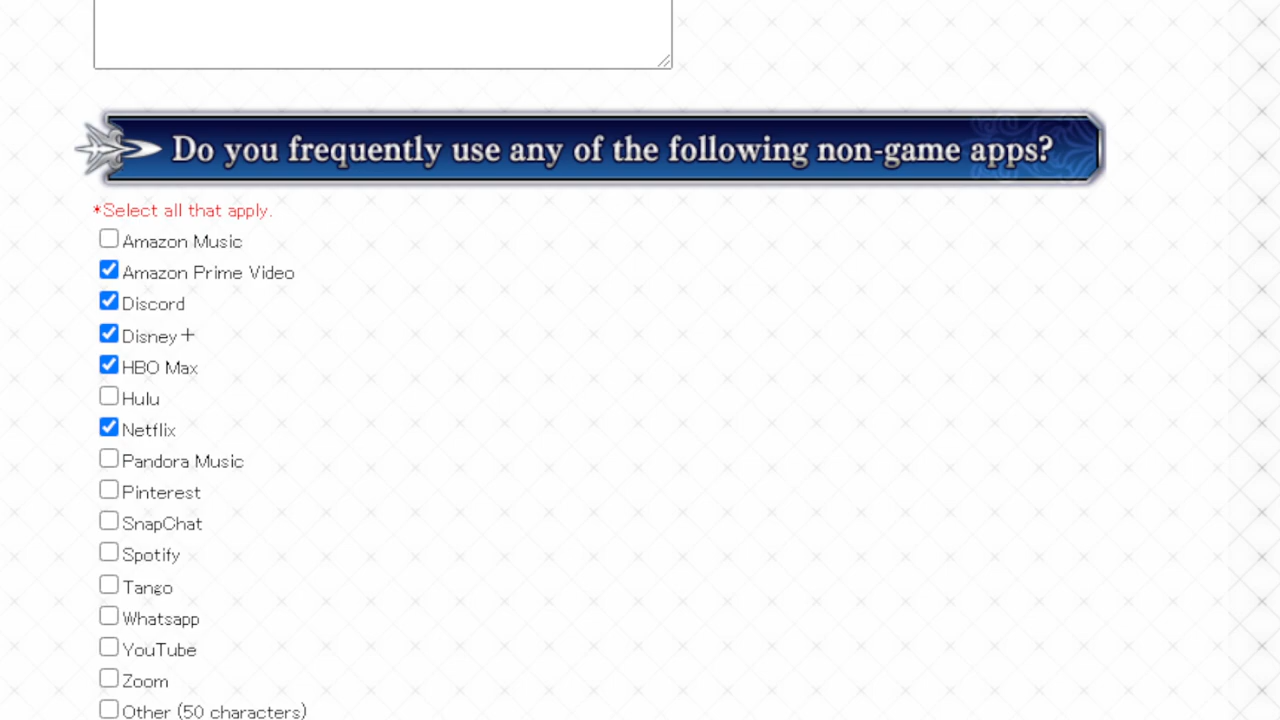 Do you frequently use any of the following non-game apps?
*Select all that apply.
Amazon Music
Amazon Prime Video
Discord
Disney+
HBO Max
Hulu
Netflix
Pandora Music
Pinterest
SnapChat
Spotify
Tango
Whatsapp
YouTube
Zoom
Other (50 characters)